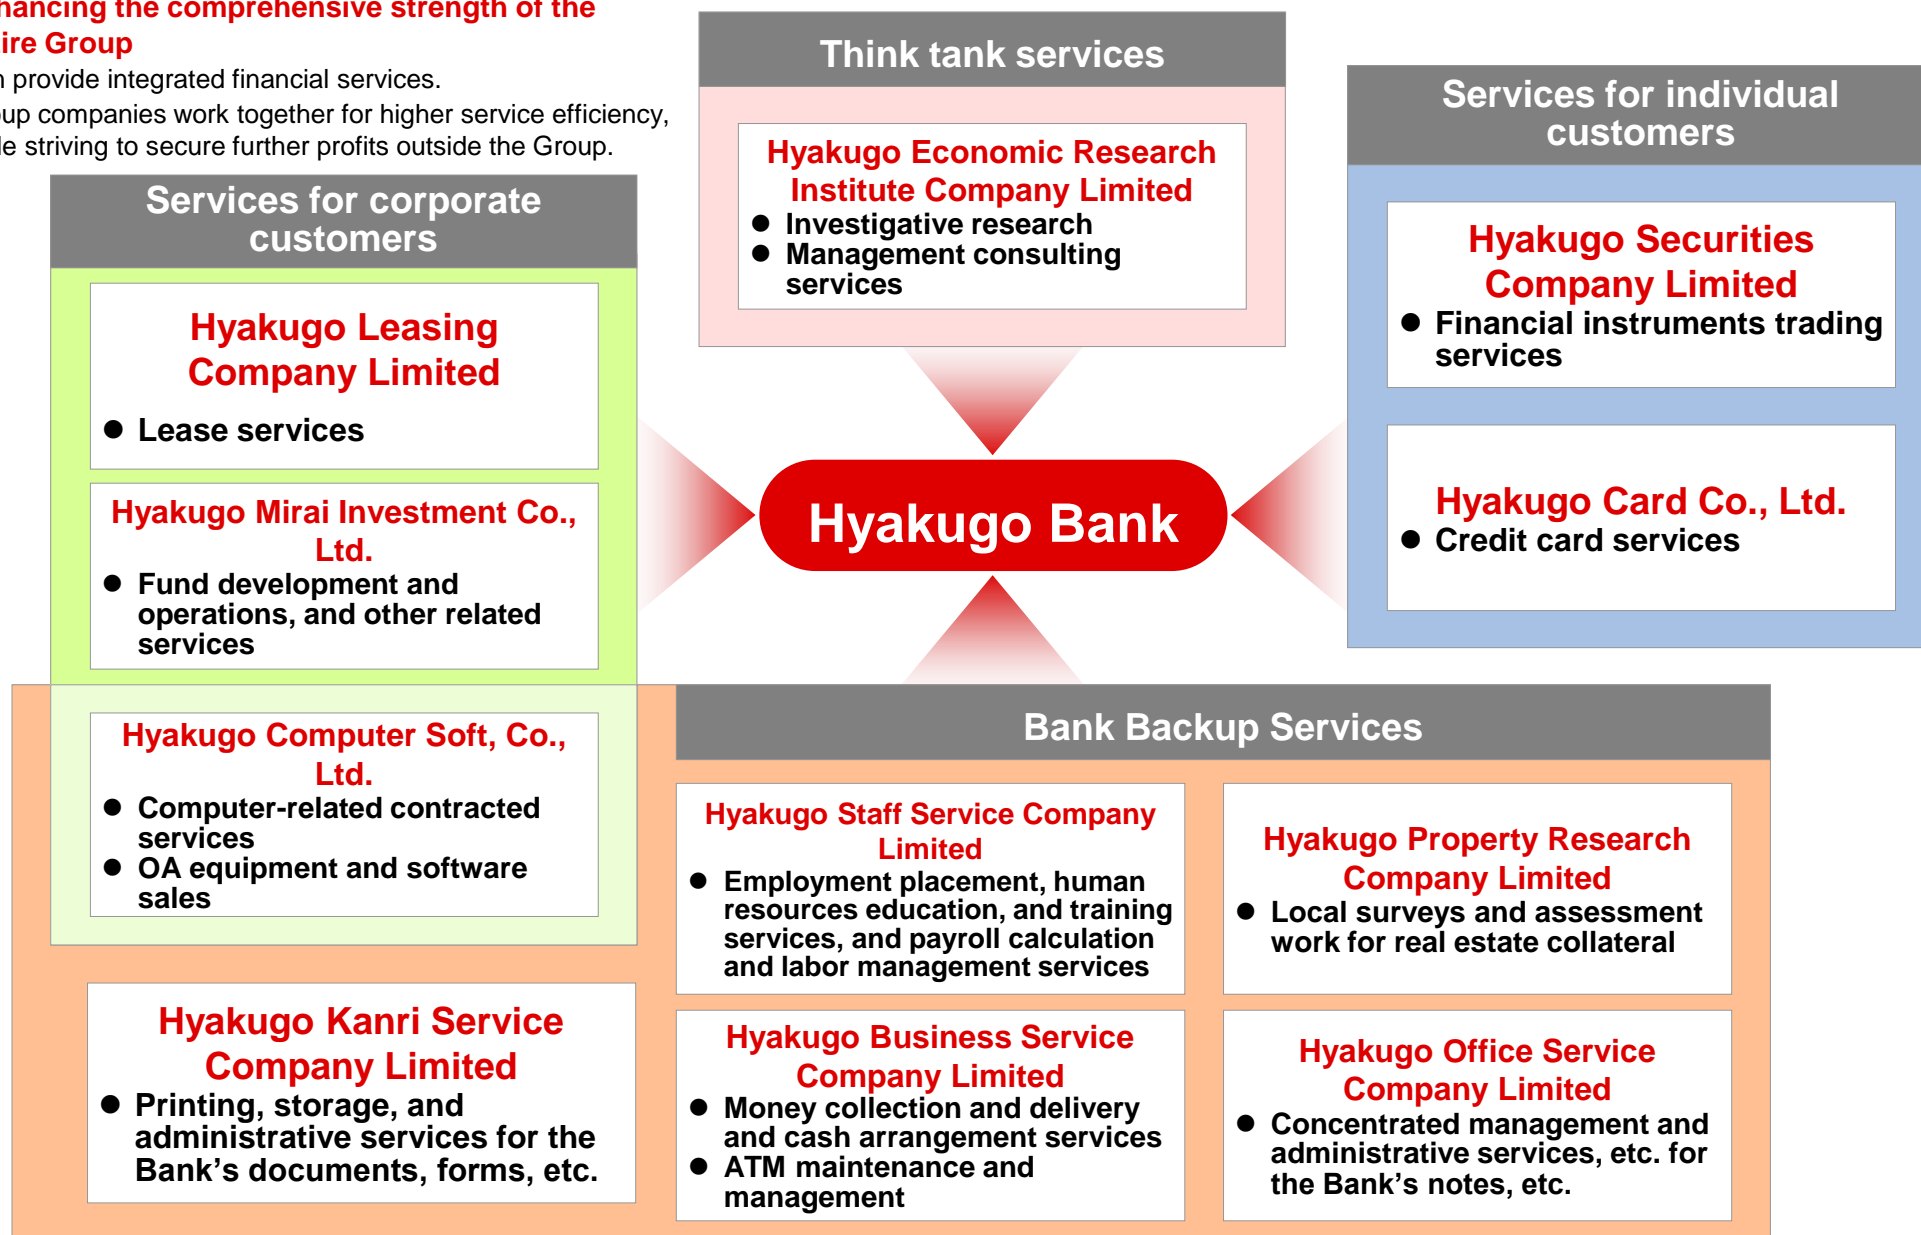 hancing the comprehensive strength of the
ire Group
n provide integrated financial services.
oup companies work together for higher service efficiency,
le striving to secure further profits outside the Group.
Think tank services
Hyakugo Economic Research
Institute Company Limited
● Investigative research
● Management consulting
services
Services for individual
customers
Hyakugo Securities
Company Limited
● Financial instruments trading
services
Hyakugo Card Co., Ltd.
● Credit card services
Services for corporate
customers
Hyakugo Leasing
Company Limited
● Lease services
Hyakugo Mirai Investment Co.,
Ltd.
● Fund development and
operations, and other related
services
Hyakugo Bank
Hyakugo Computer Soft, Co.,
Ltd.
● Computer-related contracted
services
● OA equipment and software
sales
Bank Backup Services
Hyakugo Staff Service Company
Limited
● Employment placement, human
resources education, and training
services, and payroll calculation
and labor management services
Hyakugo Property Research
Company Limited
● Local surveys and assessment
work for real estate collateral
Hyakugo Kanri Service
Company Limited
● Printing, storage, and
administrative services for the
Bank’s documents, forms, etc.
Hyakugo Business Service
Company Limited
● Money collection and delivery
and cash arrangement services
● ATM maintenance and
management
Hyakugo Office Service
Company Limited
● Concentrated management and
administrative services, etc. for
the Bank’s notes, etc.